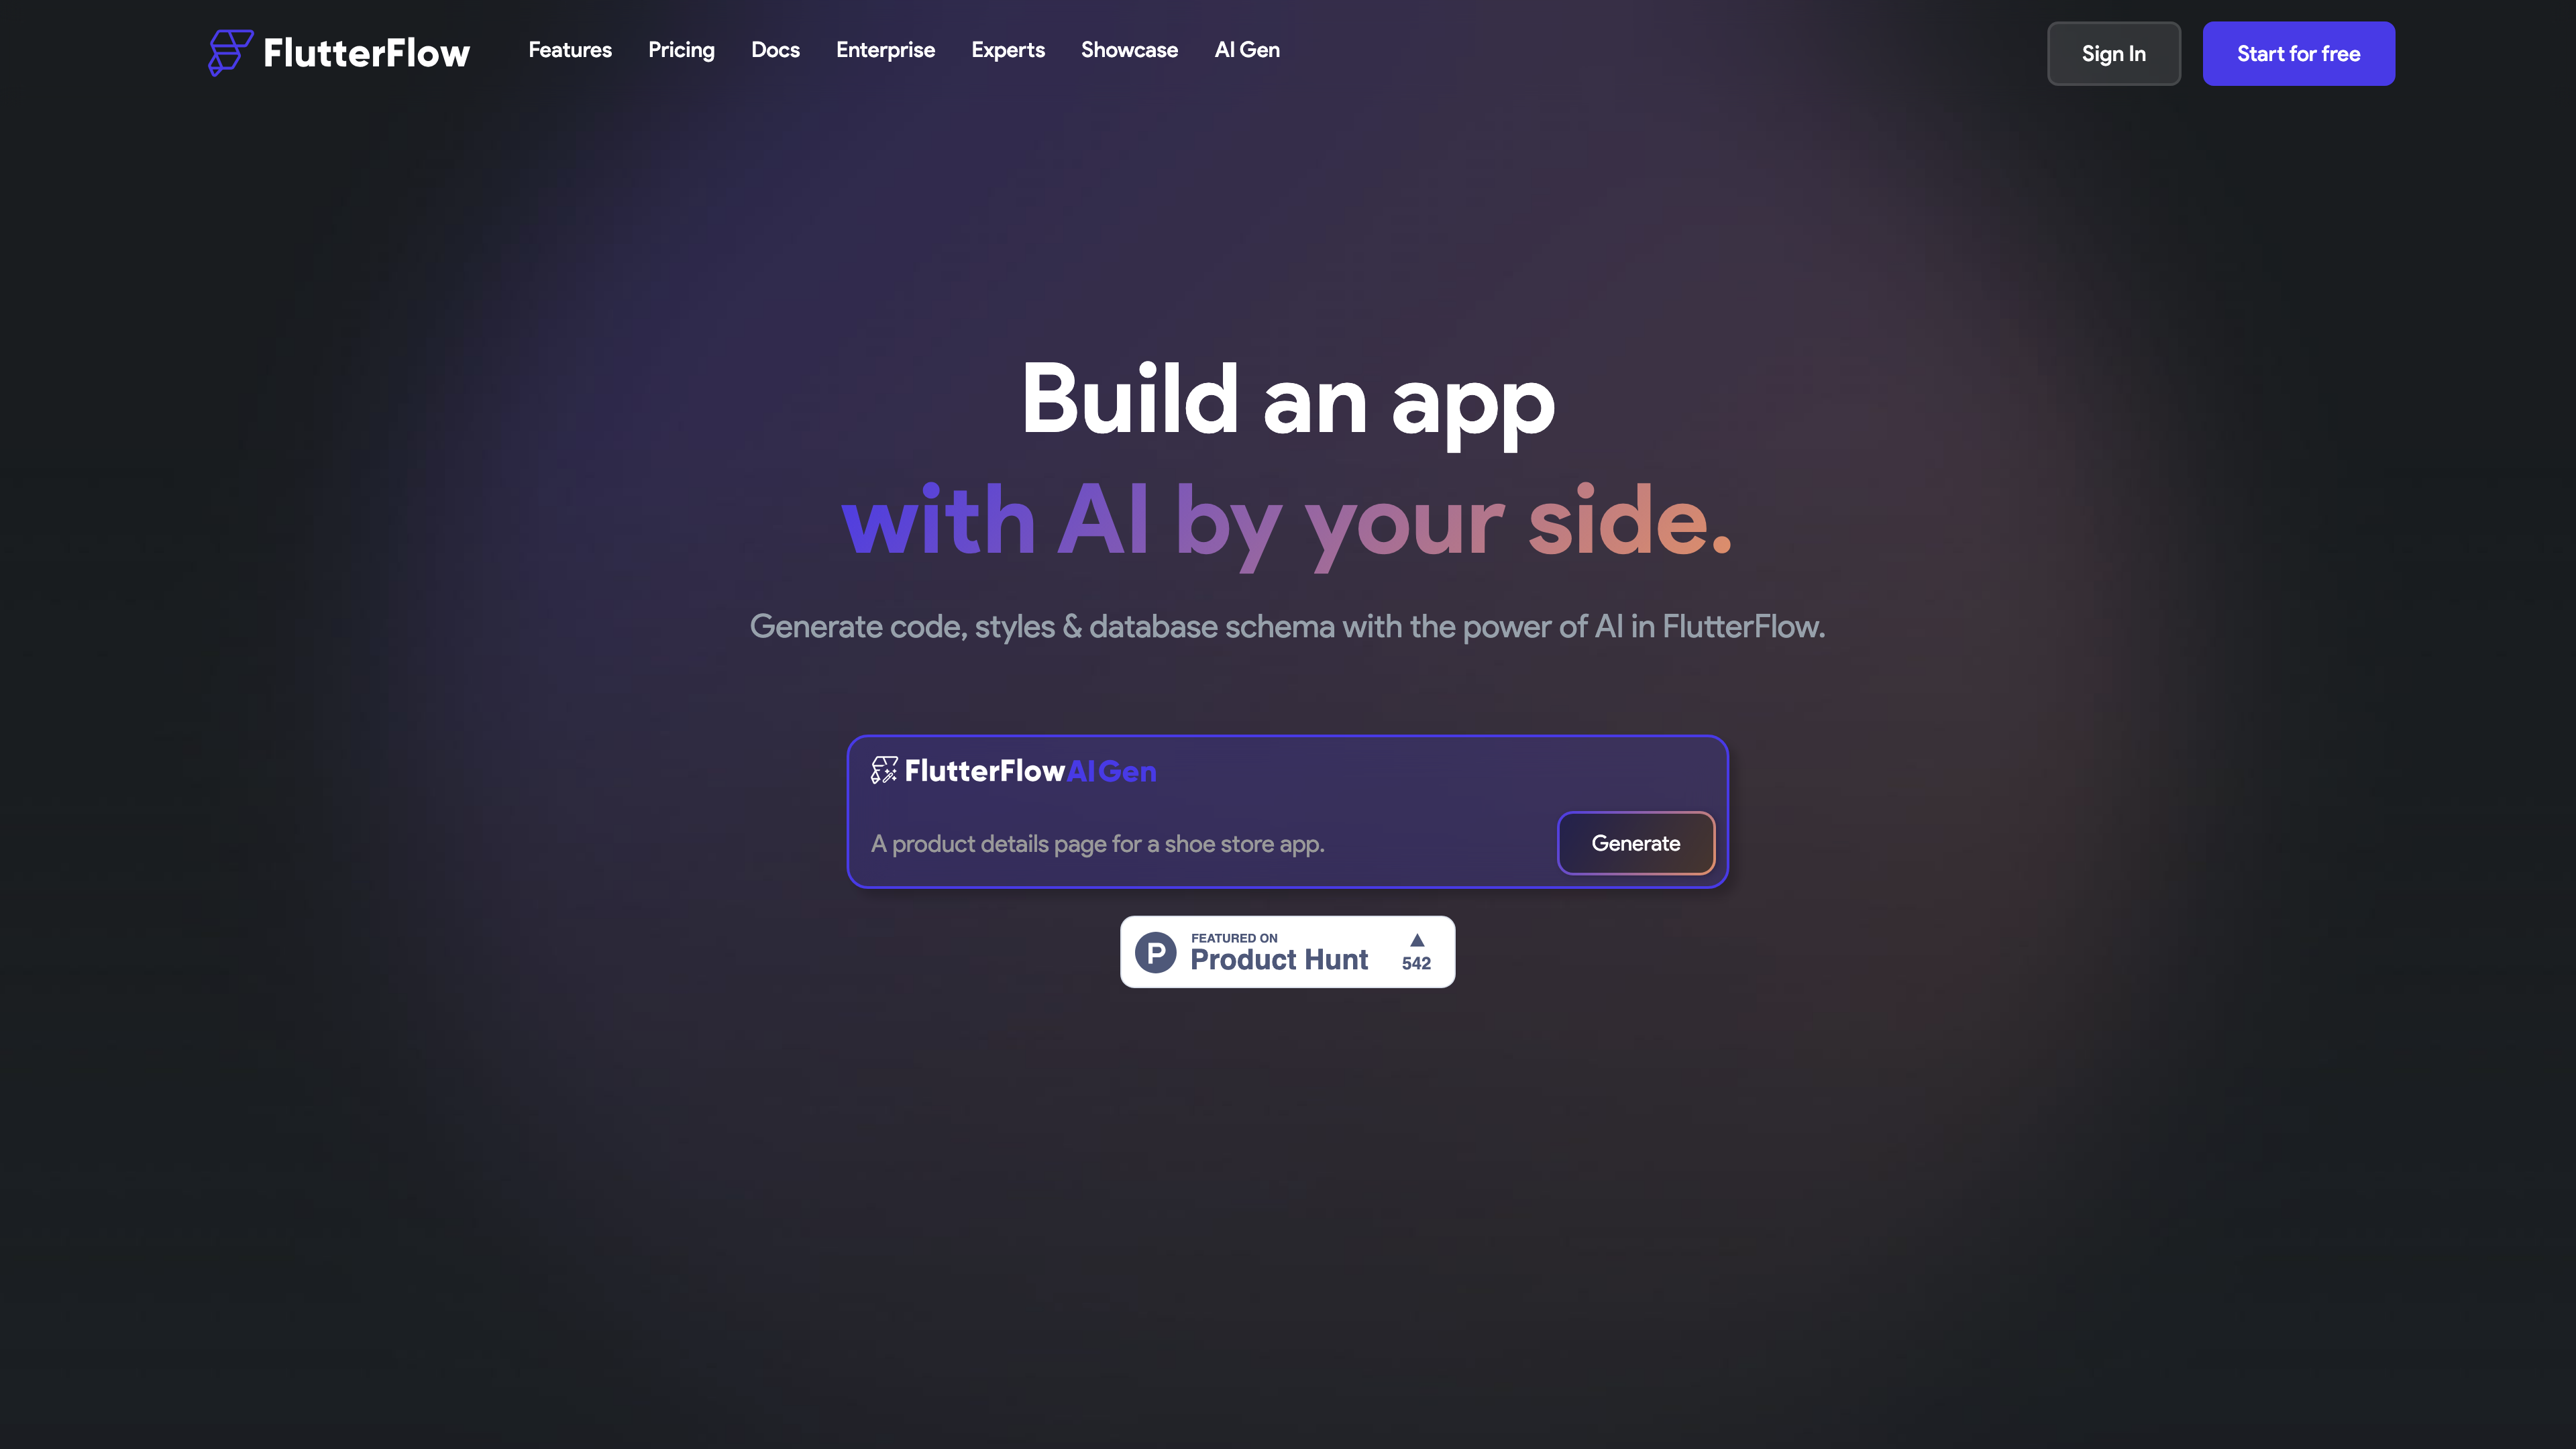 FlutterFlow
Features Pricing Docs Enterprise Experts Showcase AI Gen
Sign In
Start for free
Build an app
with AI by your side.
Generate code, styles & database schema with the power of AI in FlutterFlow.
FlutterFlow AI Gen
A product details page for a shoe store app.
Generate
P
FEATURED ON
Product Hunt
▲
542